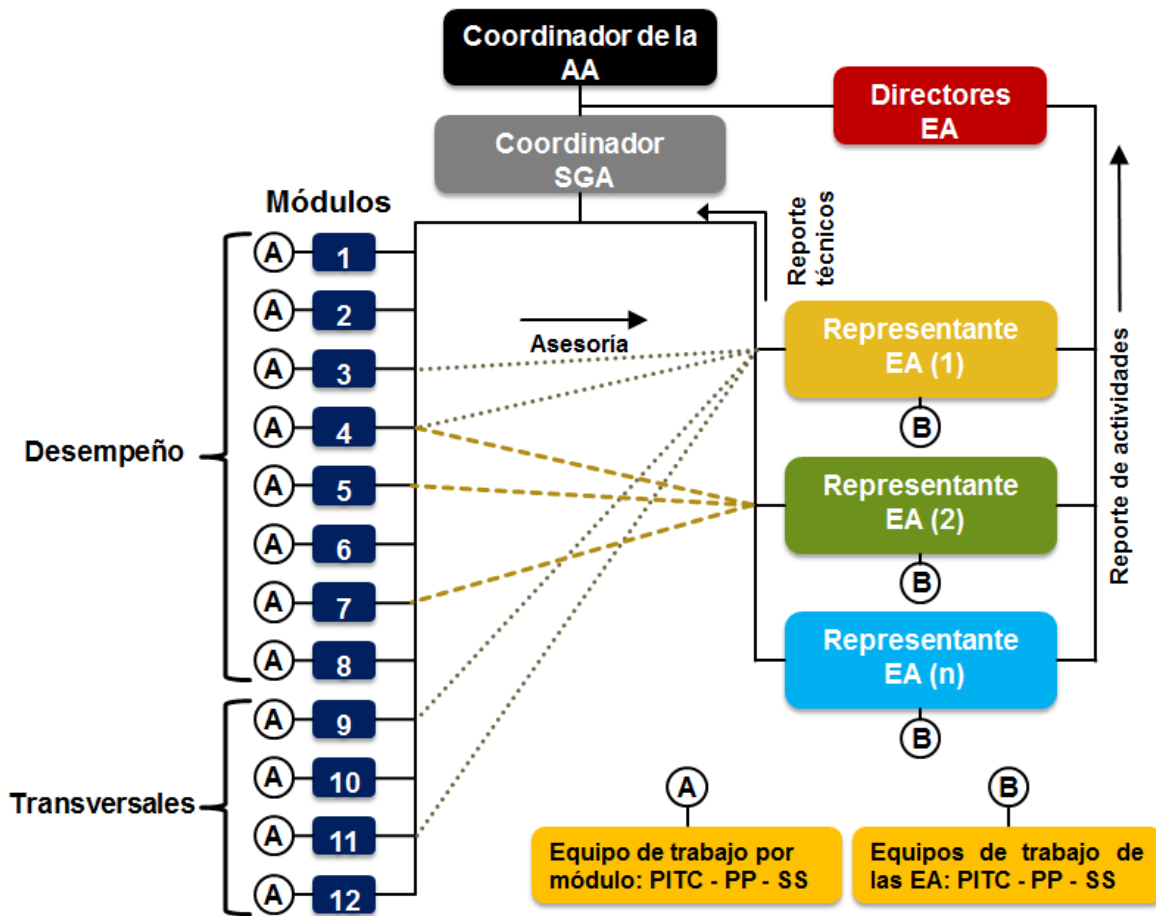 Coordinador de la
AA
Directores
EA
Coordinador
SGA
Módulos
Reporte
técnicos
Reporte de actividades
Asesoría
Desempeño
Transversales
A
1
A
2
A
3
A
4
A
5
A
6
A
7
A
8
A
9
A
10
A
11
A
12
Representante
EA (1)
B
Representante
EA (2)
B
Representante
EA (n)
B
A
Equipo de trabajo por
módulo: PITC - PP - SS
B
Equipos de trabajo de
las EA: PITC - PP - SS